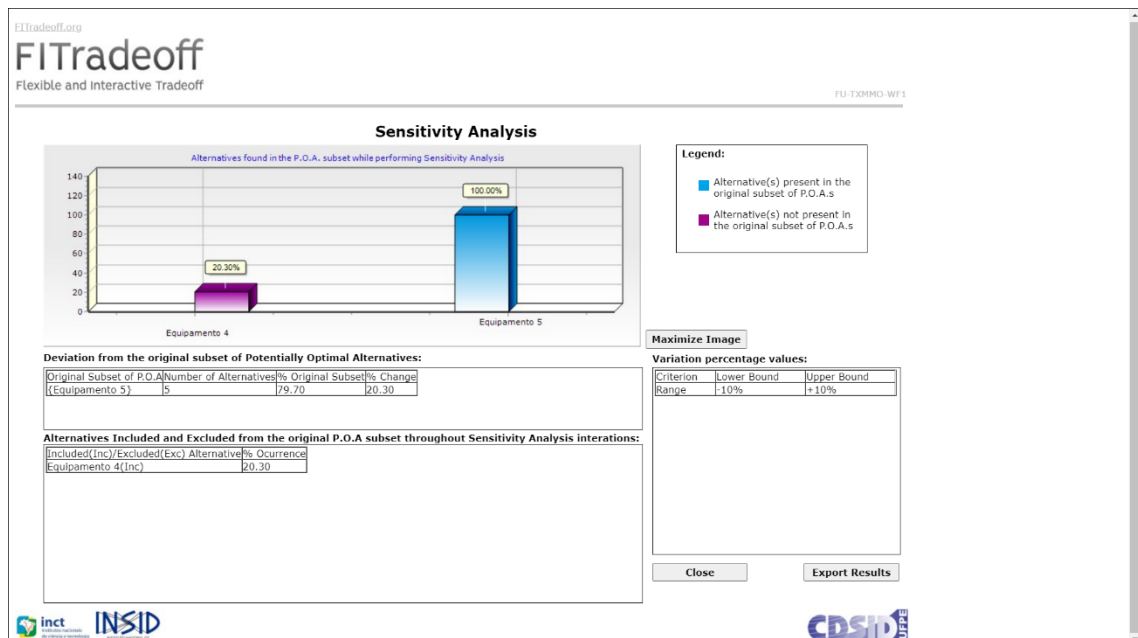 FITradeoff.org
FITradeoff
Flexible and Interactive Tradeoff
FU-TXMMO-WF1
Sensitivity Analysis
Alternatives found in the P.O.A. subset while performing Sensitivity Analysis
140
120
100
80
60
40
20
0
20.30%
100.00%
Equipamento 4
Equipamento 5
Legend:
Alternative(s) present in the
original subset of P.O.A.s
Alternative(s) not present in
the original subset of P.O.A.s
Maximize Image
Deviation from the original subset of Potentially Optimal Alternatives:
Original Subset of P.O.A Number of Alternatives % Original Subset % Change
{Equipamento 5} 5 79.70 20.30
Variation percentage values:
Criterion Lower Bound Upper Bound
Range -10% +10%
Alternatives Included and Excluded from the original P.O.A subset throughout Sensitivity Analysis interations:
Included(Inc)/Excluded(Exc) Alternative % Ocurrence
Equipamento 4(Inc) 20.30
Close
Export Results
inct
institutos nacionais
de ciência e tecnologia
INSID
CDSID
UFPE